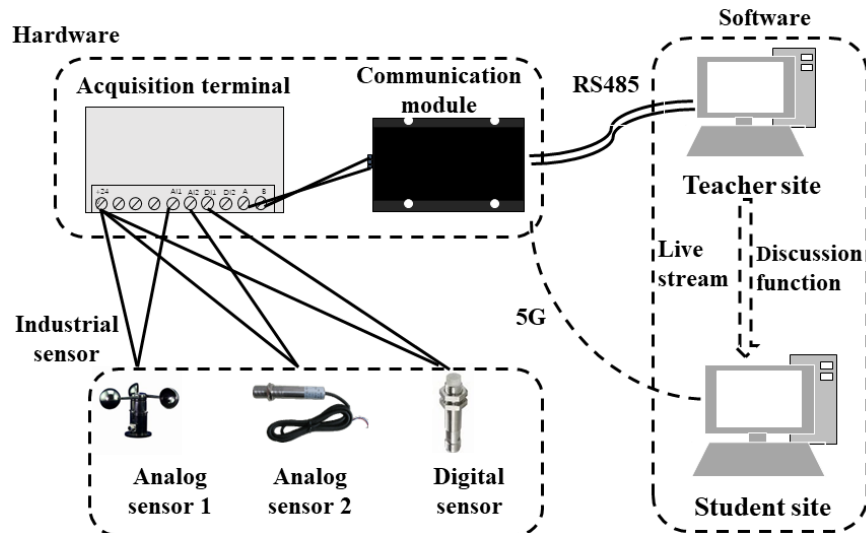 Software
Hardware
Acquisition terminal
Communication
module
RS485
+24
AI1 AI2 DI1 DI2 A B
Teacher site
Live
stream
Discussion
function
5G
Industrial
sensor
Analog
sensor 1
Analog
sensor 2
Digital
sensor
Student site